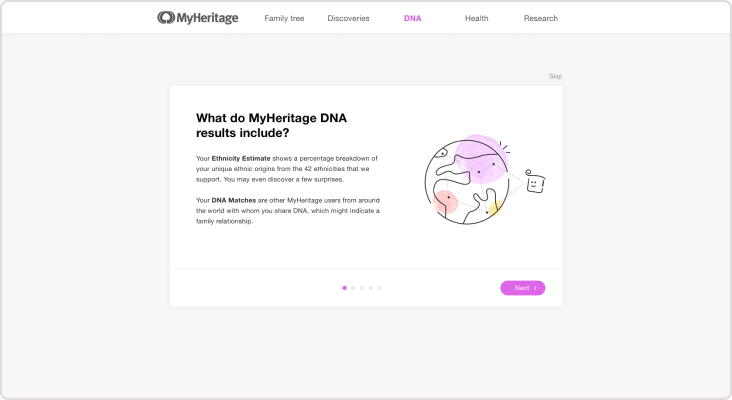 MyHeritage
Family tree
Discoveries
DNA
Health
Research
Skip
What do MyHeritage DNA
results include?
Your Ethnicity Estimate shows a percentage breakdown of
your unique ethnic origins from the 42 ethnicities that we
support. You may even discover a few surprises.
Your DNA Matches are other MyHeritage users from around
the world with whom you share DNA, which might indicate a
family relationship.
Next